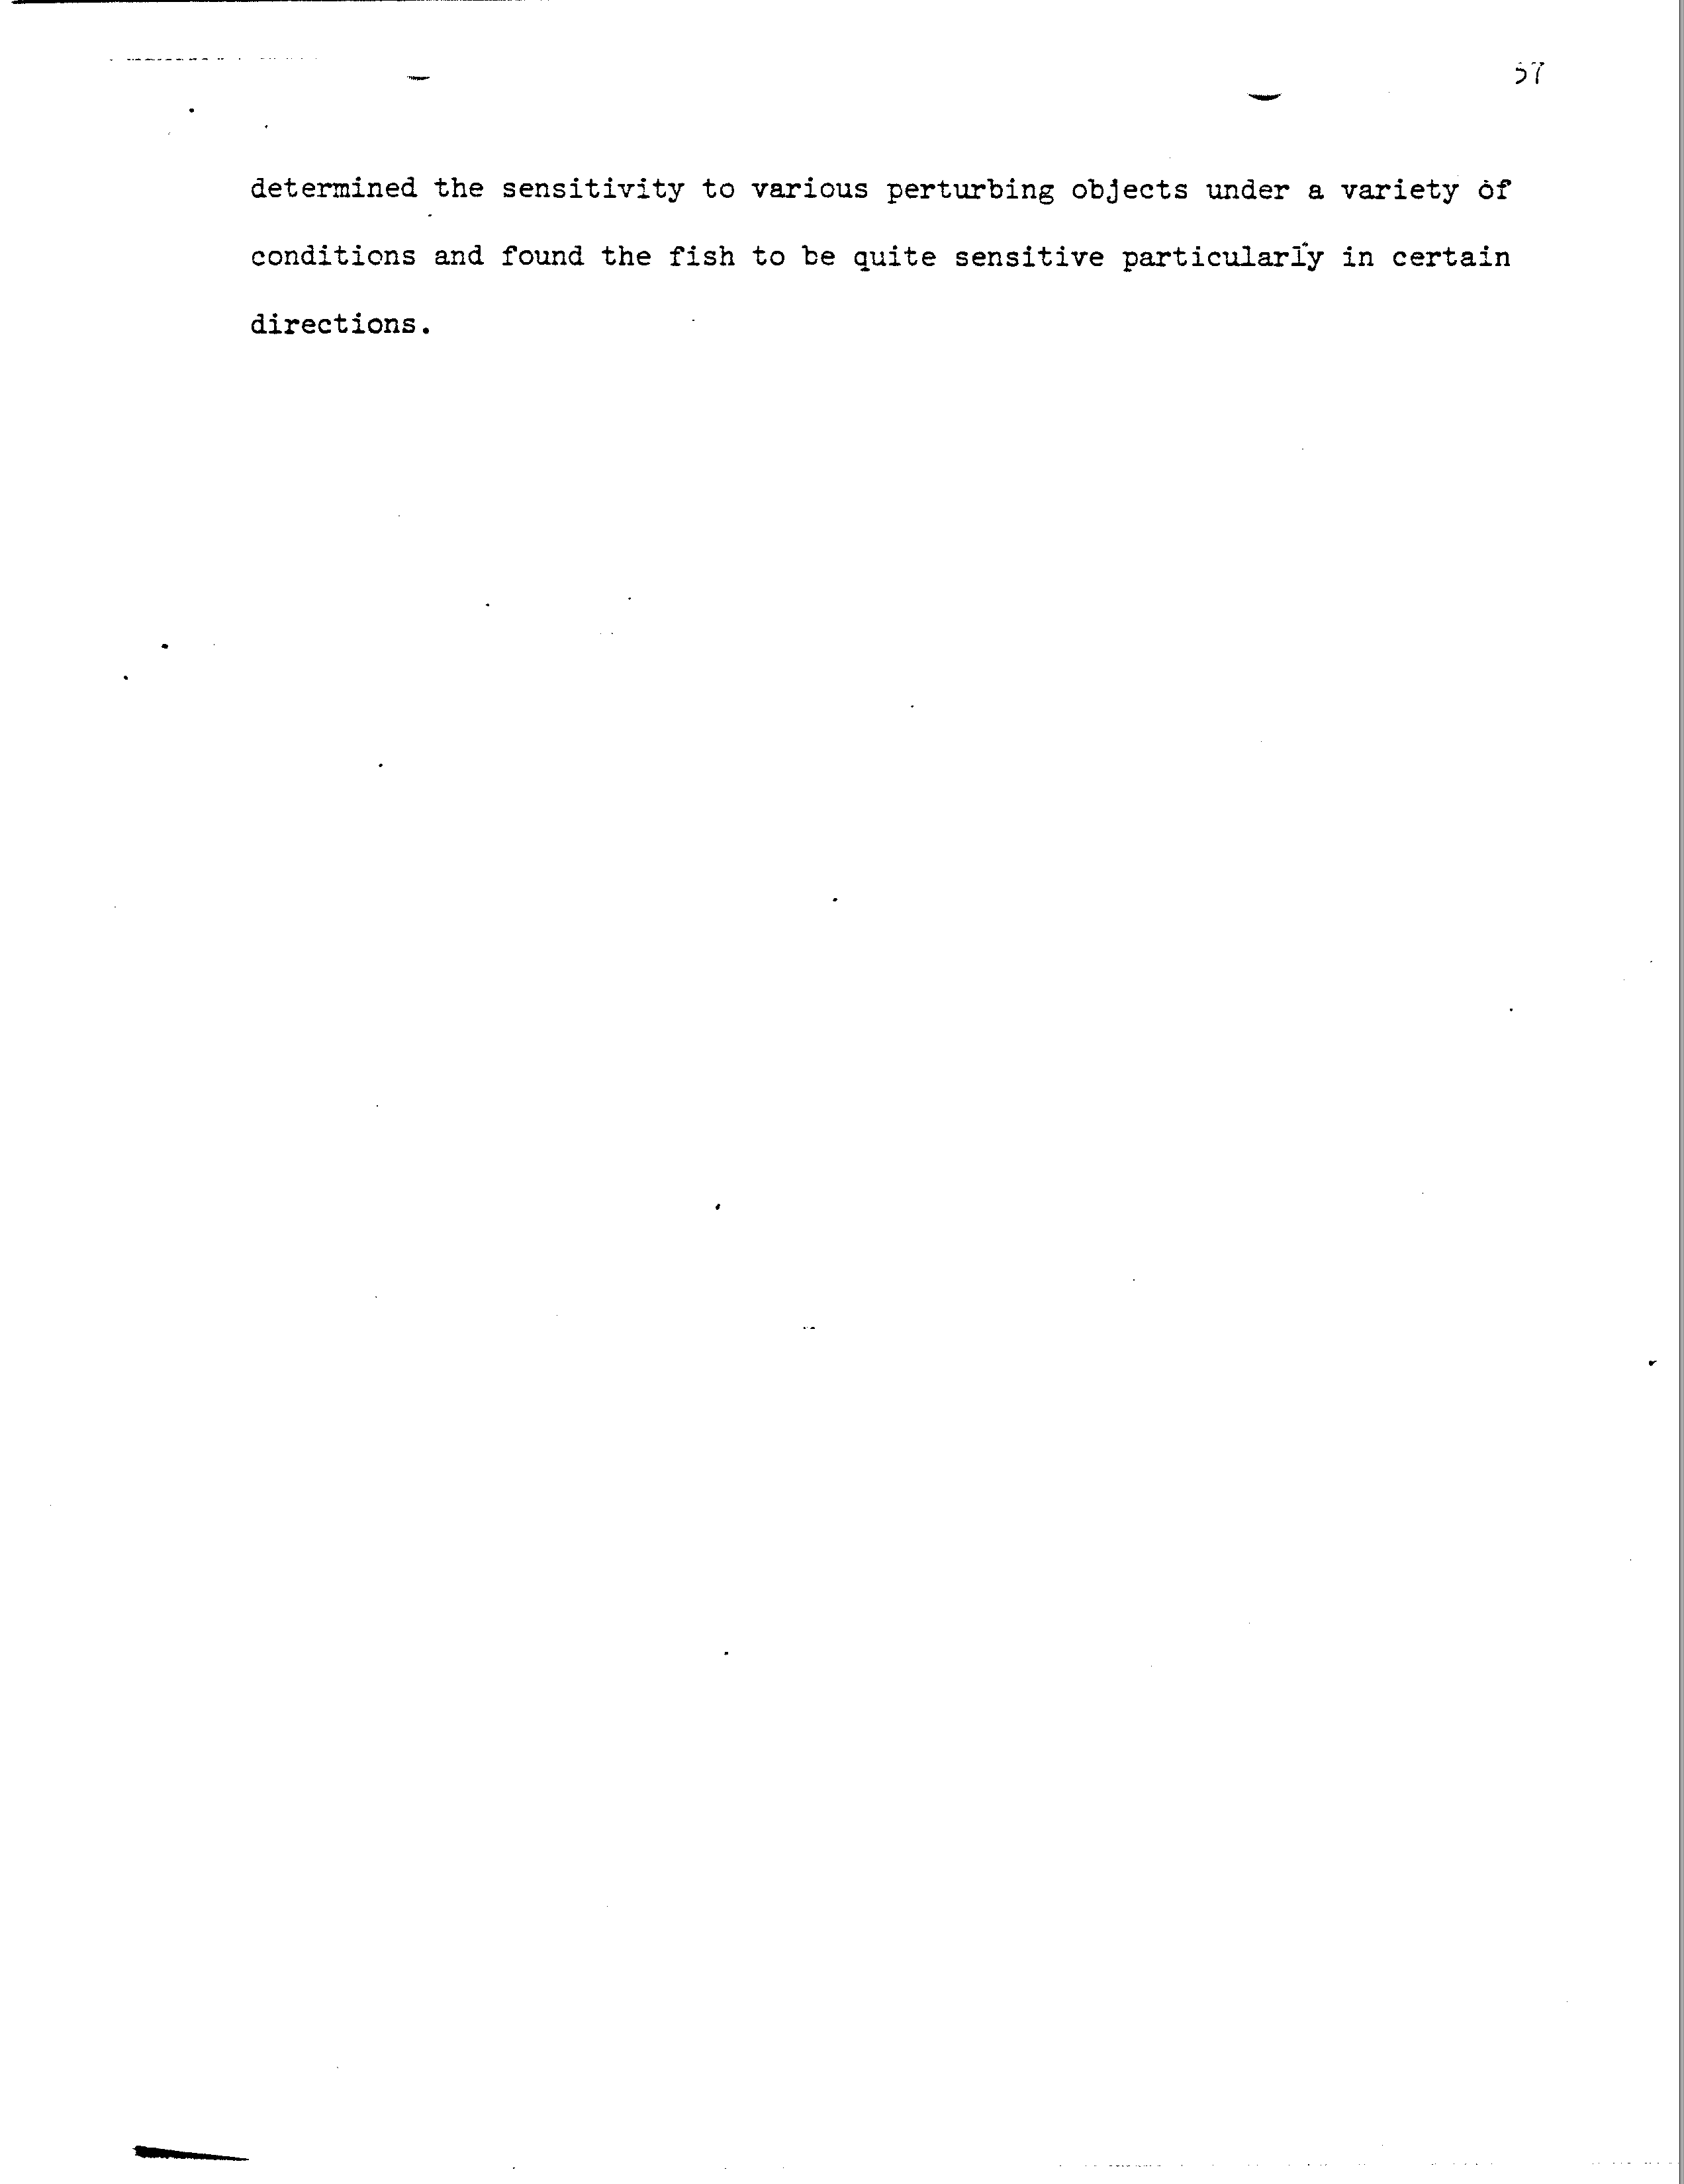 57
determined the sensitivity to various perturbing objects under a variety of
conditions and found the fish to be quite sensitive particularly in certain
directions.